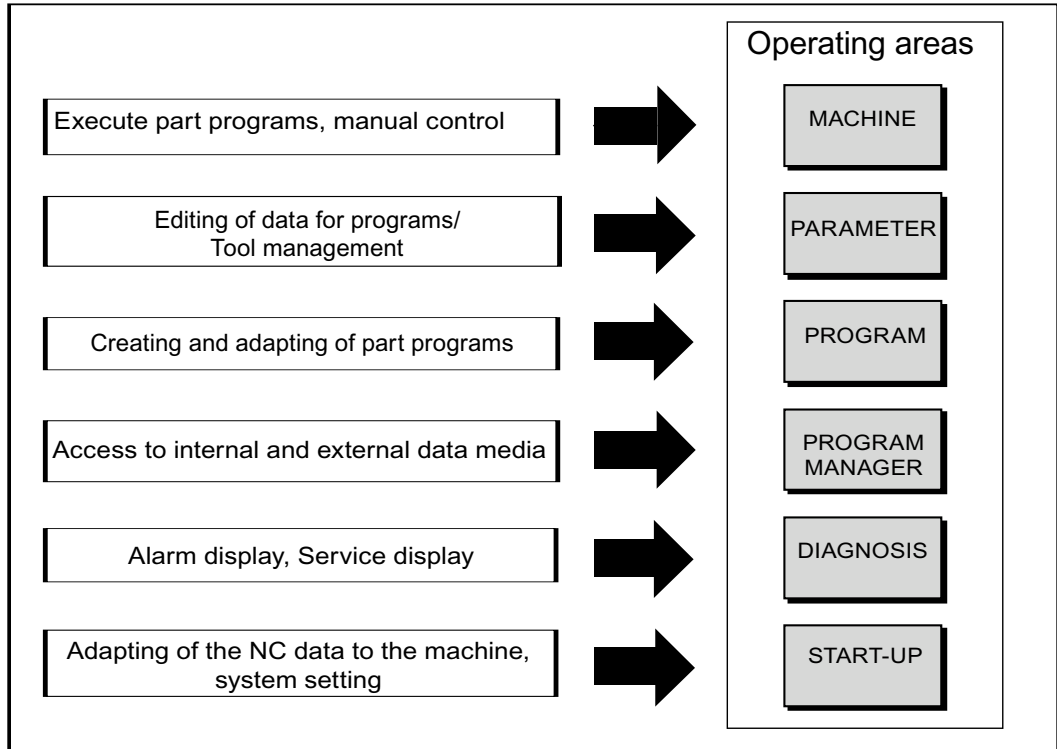 Operating areas
Execute part programs, manual control
MACHINE
Editing of data for programs/
Tool management
PARAMETER
Creating and adapting of part programs
PROGRAM
Access to internal and external data media
PROGRAM
MANAGER
Alarm display, Service display
DIAGNOSIS
Adapting of the NC data to the machine,
system setting
START-UP